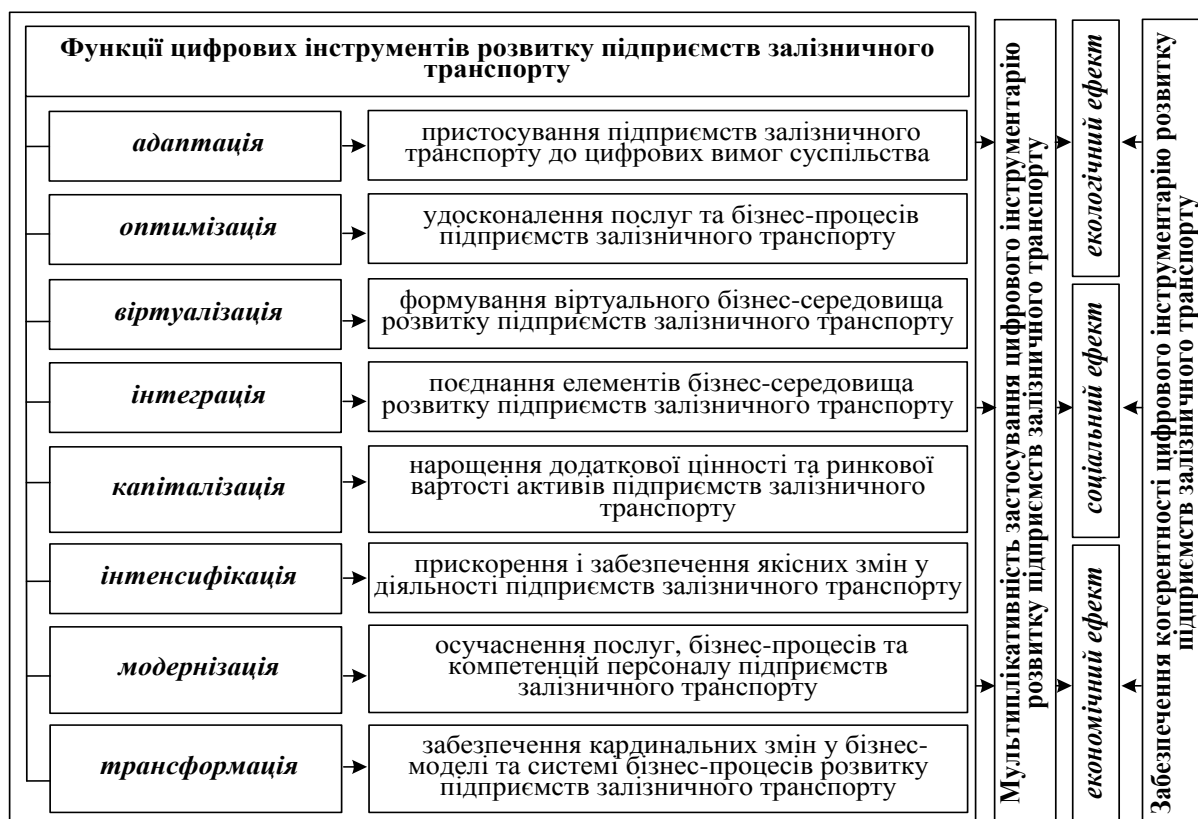 Функції цифрових інструментів розвитку підприємств залізничного
транспорту
адаптація
пристосування підприємств залізничного
транспорту до цифрових вимог суспільства
оптимізація
удосконалення послуг та бізнес-процесів
підприємств залізничного транспорту
віртуалізація
формування віртуального бізнес-середовища
розвитку підприємств залізничного транспорту
інтеграція
поєднання елементів бізнес-середовища
розвитку підприємств залізничного транспорту
капіталізація
нарощення додаткової цінності та ринкової
вартості активів підприємств залізничного
транспорту
інтенсифікація
прискорення і забезпечення якісних змін у
діяльності підприємств залізничного транспорту
модернізація
осучаснення послуг, бізнес-процесів та
компетенцій персоналу підприємств
залізничного транспорту
трансформація
забезпечення кардинальних змін у бізнес-
моделі та системі бізнес-процесів розвитку
підприємств залізничного транспорту
Мультиплікативність застосування цифрового інструментарію
розвитку підприємств залізничного транспорту
екологічний ефект
соціальний ефект
економічний ефект
Забезпечення когерентності цифрового інструментарію розвитку
підприємств залізничного транспорту